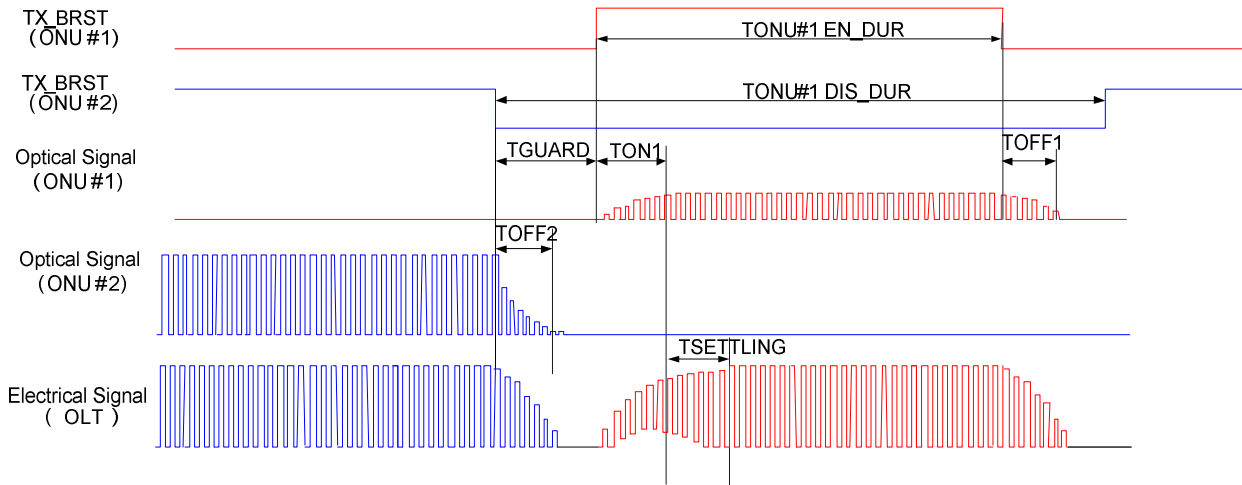 TX_BRST
(ONU#1)
TONU#1 EN_DUR
TX_BRST
(ONU#2)
TONU#1 DIS_DUR
Optical Signal
(ONU#1)
TGUARD
TON1
TOFF1
TOFF2
Optical Signal
(ONU#2)
TSETTLING
Electrical Signal
( OLT )